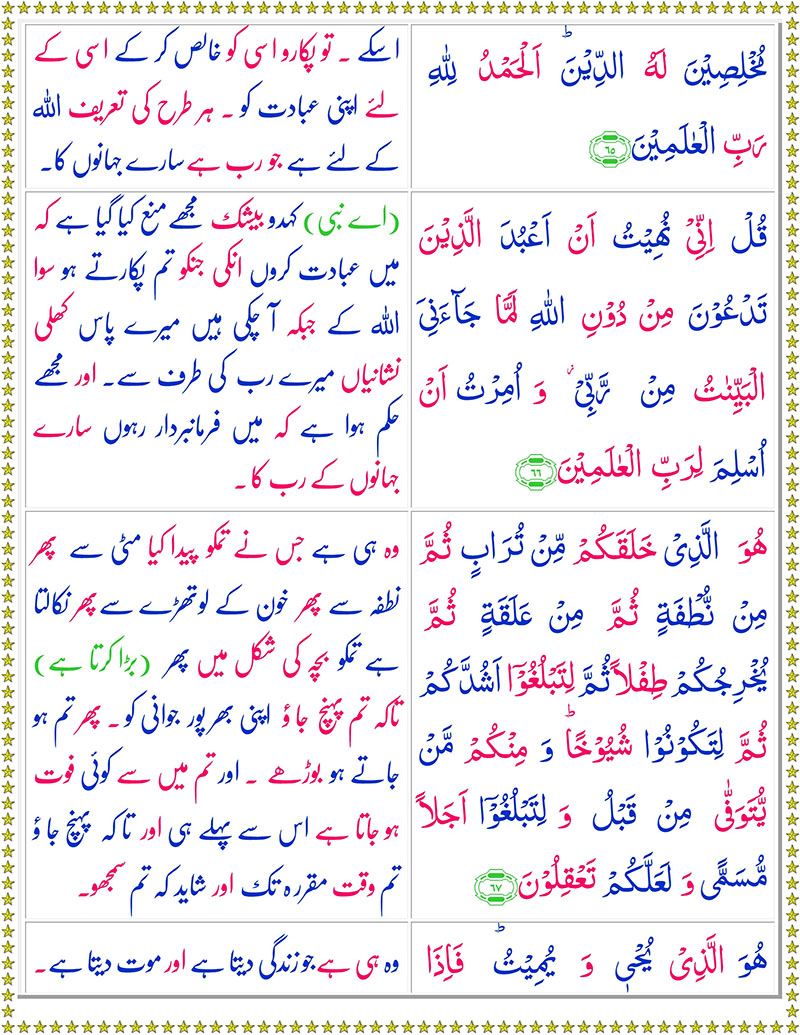 مُخْلِصِيْنَ لَهُ الدِّيْنَ ؕ اَلْحَمْدُ لِلّٰهِ
رَبِّ الْعٰلَمِيْنَ ﴿٦٥﴾
اسکے ۔ تو پکارو اسی کو خالص کر کے اسی کے
لئے اپنی عبادت کو ۔ ہر طرح کی تعریف اللہ
کے لئے ہے جو رب ہے سارے جہانوں کا۔
قُلْ اِنِّىْ نُهِيْتُ اَنْ اَعْبُدَ الَّذِيْنَ
تَدْعُوْنَ مِنْ دُوْنِ اللّٰهِ لَمَّا جَآءَنِىَ
الْبَيِّنٰتُ مِنْ رَّبِّىْ ۫ وَ اُمِرْتُ اَنْ
اُسْلِمَ لِرَبِّ الْعٰلَمِيْنَ ﴿٦٦﴾
(اے نبی) کہدو بیشک مجھے منع کیا گیا ہے کہ
میں عبادت کروں انکی جنکو تم پکارتے ہو سوا
اللہ کے جبکہ آ چکی ہیں میرے پاس کھلی
نشانیاں میرے رب کی طرف سے۔ اور مجھے
حکم ہوا ہے کہ میں فرمانبردار رہوں سارے
جہانوں کے رب کا ۔
هُوَ الَّذِىْ خَلَقَكُمْ مِّنْ تُرَابٍ ثُمَّ
مِنْ نُّطْفَةٍ ثُمَّ مِنْ عَلَقَةٍ ثُمَّ
يُخْرِجُكُمْ طِفْلاً ثُمَّ لِتَبْلُغُوْۤا اَشُدَّكُمْ
ثُمَّ لِتَكُوْنُوْا شُيُوْخًا ؕ وَ مِنْكُمْ مَّنْ
يُّتَوَفّٰى مِنْ قَبْلُ وَ لِتَبْلُغُوْۤا اَجَلاً
مُّسَمًّى وَ لَعَلَّكُمْ تَعْقِلُوْنَ ﴿٦٧﴾
وہ ہی ہے جس نے تمکو پیدا کیا مٹی سے پھر
نطفہ سے پھر خون کے لوتھڑے سے پھر نکالتا
ہے تمکو بچہ کی شکل میں پھر (بڑا کرتا ہے)
تاکہ تم پہنچ جاؤ اپنی بھرپور جوانی کو ۔ پھر تم ہو
جاتے ہو بوڑھے ۔ اور تم میں سے کوئی فوت
ہو جاتا ہے اس سے پہلے ہی اور تاکہ پہنچ جاؤ
تم وقت مقررہ تک اور شاید کہ تم سمجھو۔
هُوَ الَّذِىْ يُحْىٖ وَ يُمِيْتُ ؕ فَاِذَا
وہ ہی ہے جو زندگی دیتا ہے اور موت دیتا ہے ۔